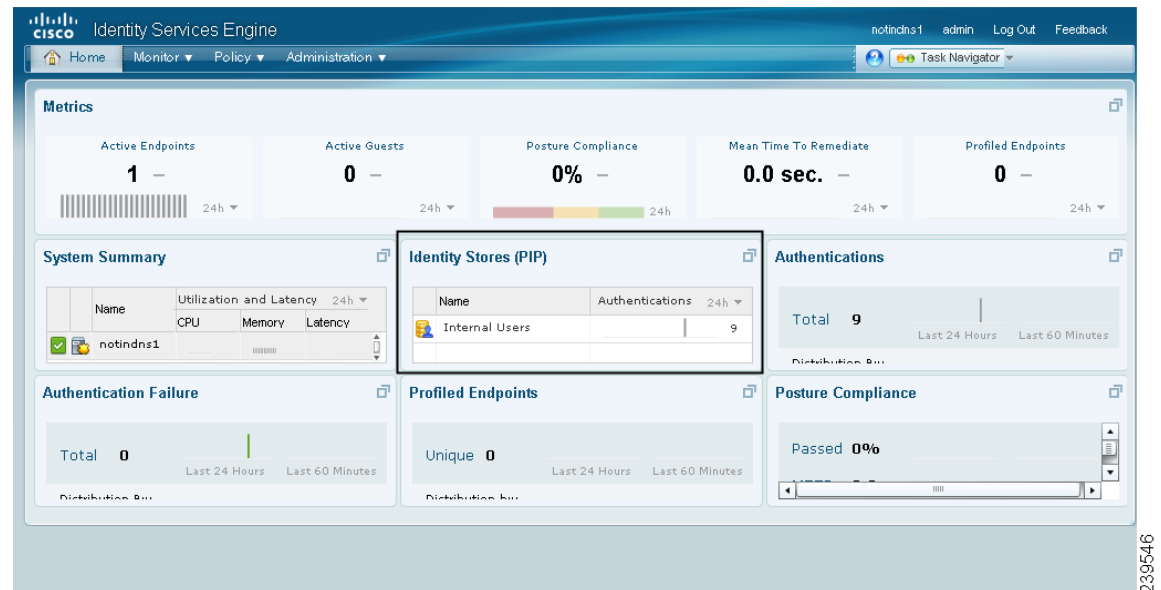 CISCO Identity Services Engine
notindns1 admin Log Out Feedback
Home Monitor Policy Administration
Task Navigator
Metrics
Active Endpoints
1
24h
Active Guests
0
24h
Posture Compliance
0%
24h
Mean Time To Remediate
0.0 sec.
24h
Profiled Endpoints
0
24h
System Summary
Name Utilization and Latency 24h
CPU Memory Latency
notindns1
Identity Stores (PIP)
Name Authentications 24h
Internal Users 9
Authentications
Total 9
Last 24 Hours Last 60 Minutes
Distribution
Authentication Failure
Total 0
Last 24 Hours Last 60 Minutes
Distribution
Profiled Endpoints
Unique 0
Last 24 Hours Last 60 Minutes
Distribution
Posture Compliance
Passed 0%
239546